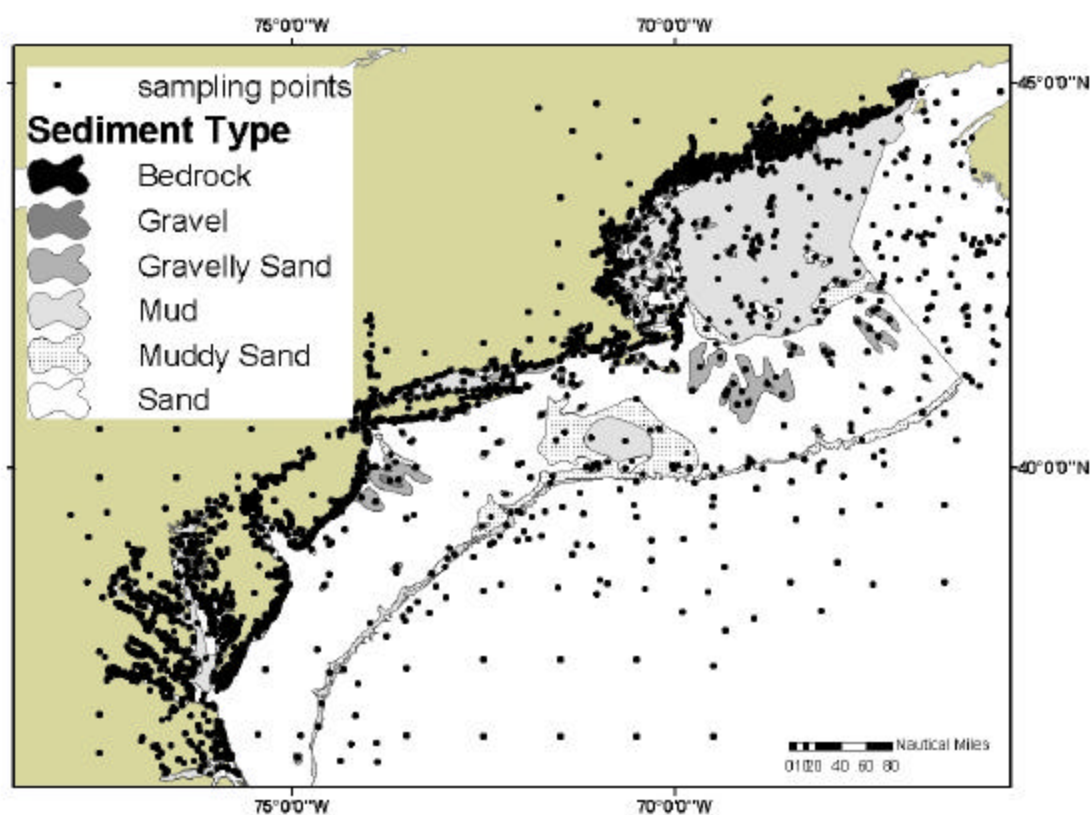 75°0'0"W 70°0'0"W
45°0'0"N
sampling points
Sediment Type
Bedrock
Gravel
Gravelly Sand
Mud
Muddy Sand
Sand
40°0'0"N
Nautical Miles
0 10 20 40 60 80
75°0'0"W 70°0'0"W